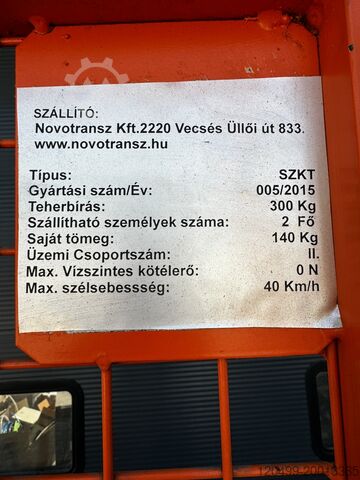 SZÁLLÍTÓ:
Novotransz Kft.2220 Vecsés Üllői út 833.
www.novotransz.hu
Típus: SZKT
Gyártási szám/Év: 005/2015
Teherbírás: 300 Kg
Szállítható személyek száma: 2 Fő
Saját tömeg: 140 Kg
Üzemi Csoportszám: II.
Max. Vízszintes kötélerő: 0 N
Max. szélsebessség: 40 Km/h